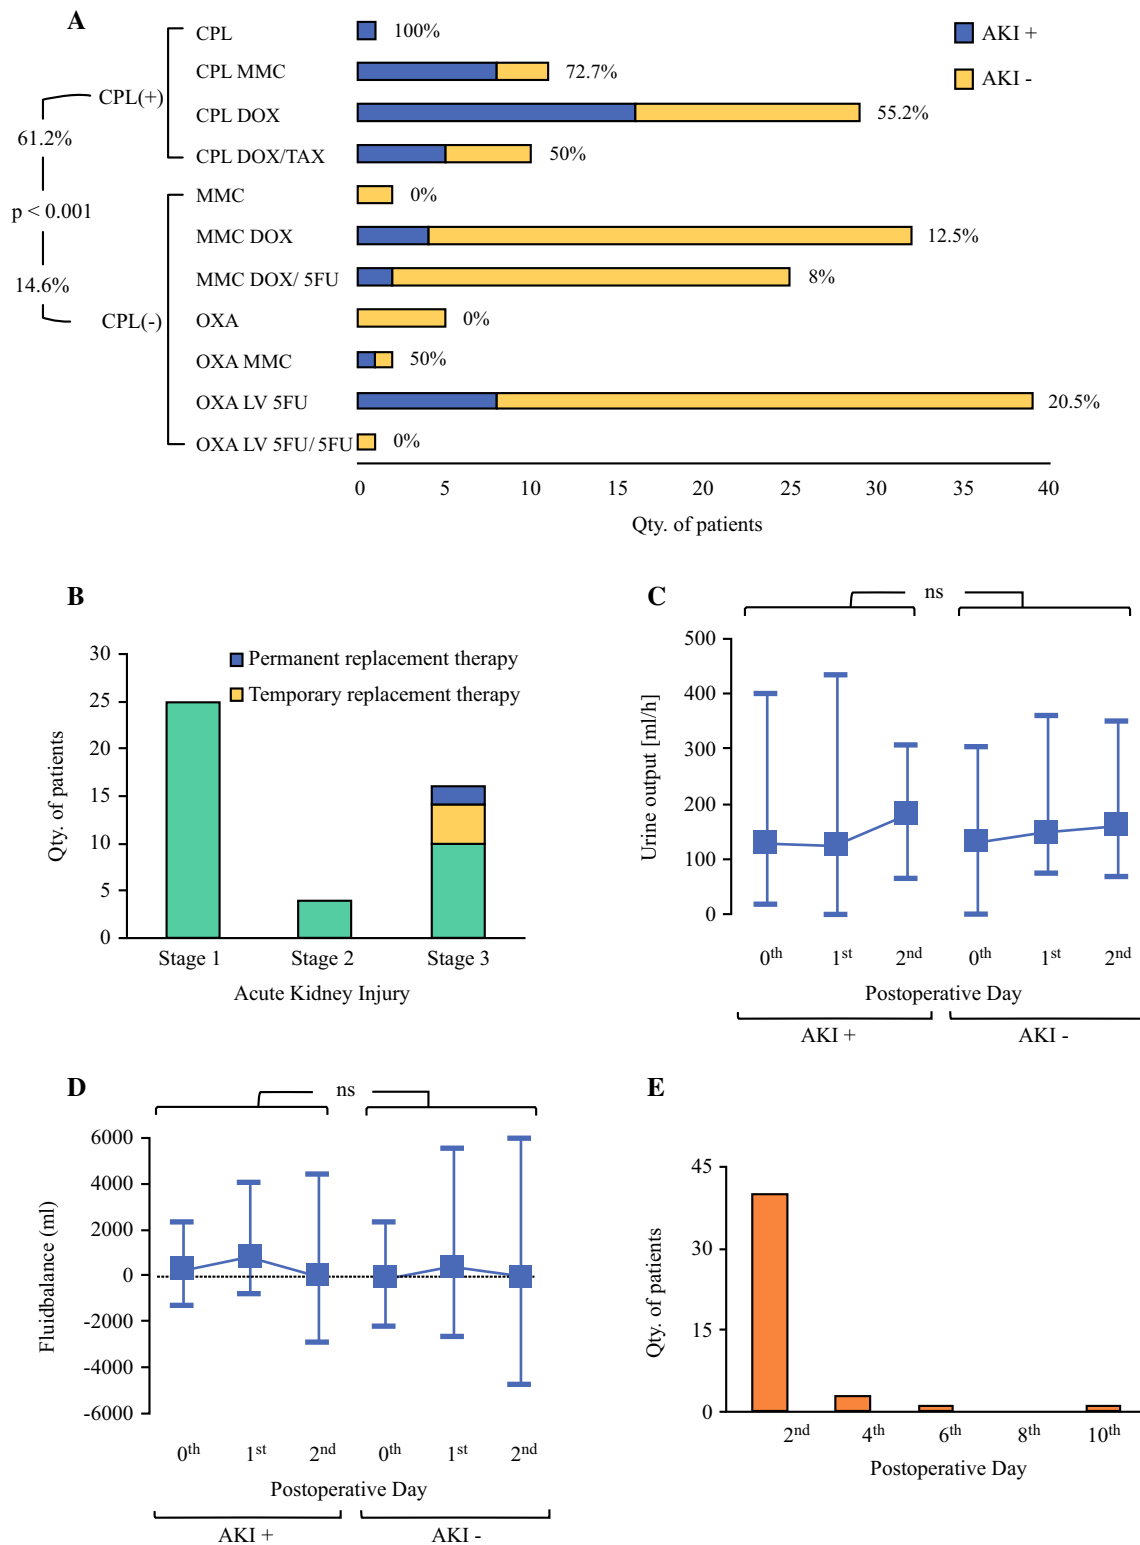 A
CPL 100%
AKI +
CPL MMC 72.7%
AKI -
CPL(+)
CPL DOX 55.2%
61.2%
CPL DOX/TAX 50%
MMC 0%
p < 0.001
MMC DOX 12.5%
14.6%
MMC DOX/ 5FU 8%
CPL(-)
OXA 0%
OXA MMC 50%
OXA LV 5FU 20.5%
OXA LV 5FU/ 5FU 0%
0 5 10 15 20 25 30 35 40
Qty. of patients
B
Permanent replacement therapy
Temporary replacement therapy
Qty. of patients
30
25
20
15
10
5
0
Stage 1 Stage 2 Stage 3
Acute Kidney Injury
C
ns
Urine output [ml/h]
500
400
300
200
100
0
0th 1st 2nd 0th 1st 2nd
Postoperative Day
AKI + AKI -
D
ns
Fluidbalance (ml)
6000
4000
2000
0
-2000
-4000
-6000
0th 1st 2nd 0th 1st 2nd
Postoperative Day
AKI + AKI -
E
Qty. of patients
45
30
15
0
2nd 4th 6th 8th 10th
Postoperative Day